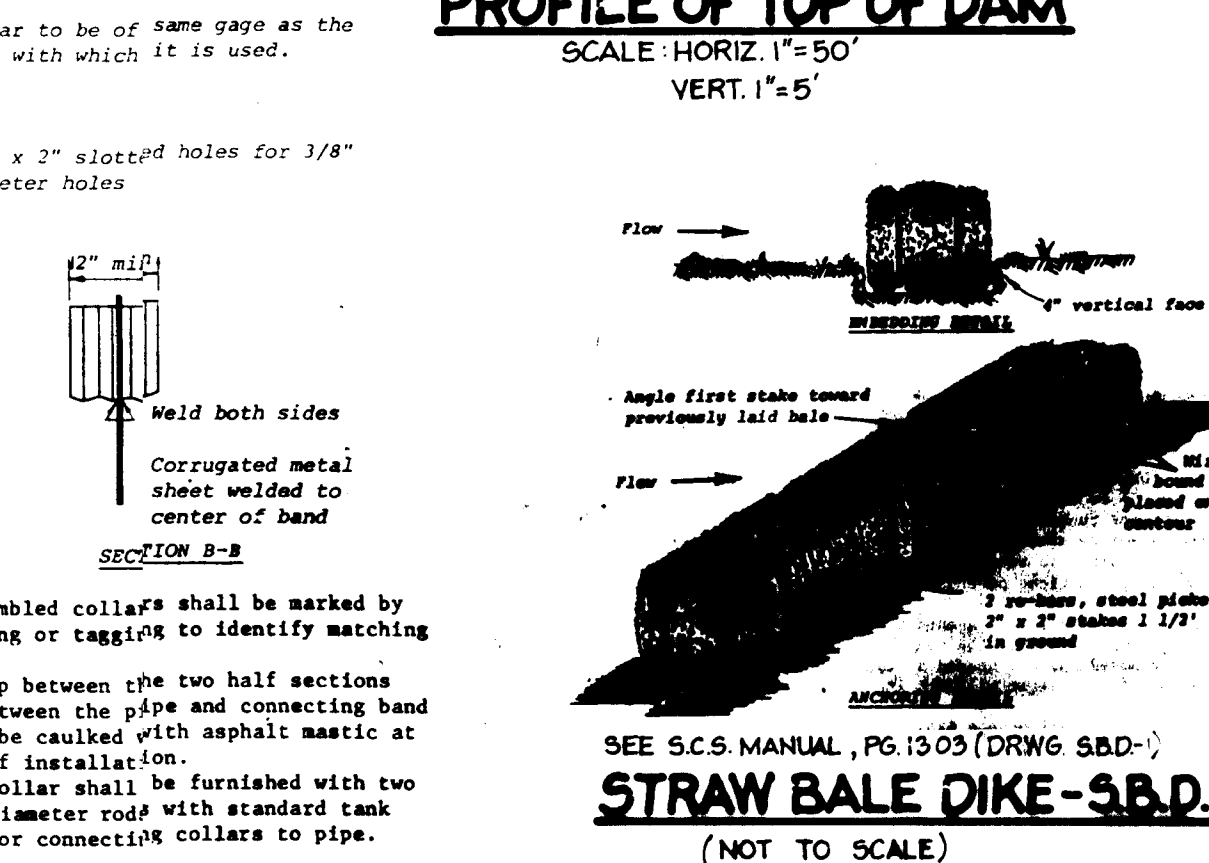 ar to be of same gage as the
with which it is used.
x 2" slotted holes for 3/8"
eter holes
2" min
Weld both sides
Corrugated metal
sheet welded to
center of band
SECTION B-B
mbled collars shall be marked by
ng or tagging to identify matching
p between the two half sections
tween the pipe and connecting band
be caulked with asphalt mastic at
f installation.
ollar shall be furnished with two
iameter rods with standard tank
or connecting collars to pipe.
PROFILE OF TOP OF DAM
SCALE: HORIZ. 1"=50'
VERT. 1"=5'
Flow
4" vertical face
EMBEDDING DETAIL
Angle first stake toward
previously laid bale
Flow
bound
placed
contour
2 re-bars, steel picke
2" x 2" stakes 1 1/2'
in ground
ANCHORING DETAIL
SEE S.C.S. MANUAL, PG. 1303 (DRWG. S.B.D.-1)
STRAW BALE DIKE-S.B.D.
(NOT TO SCALE)